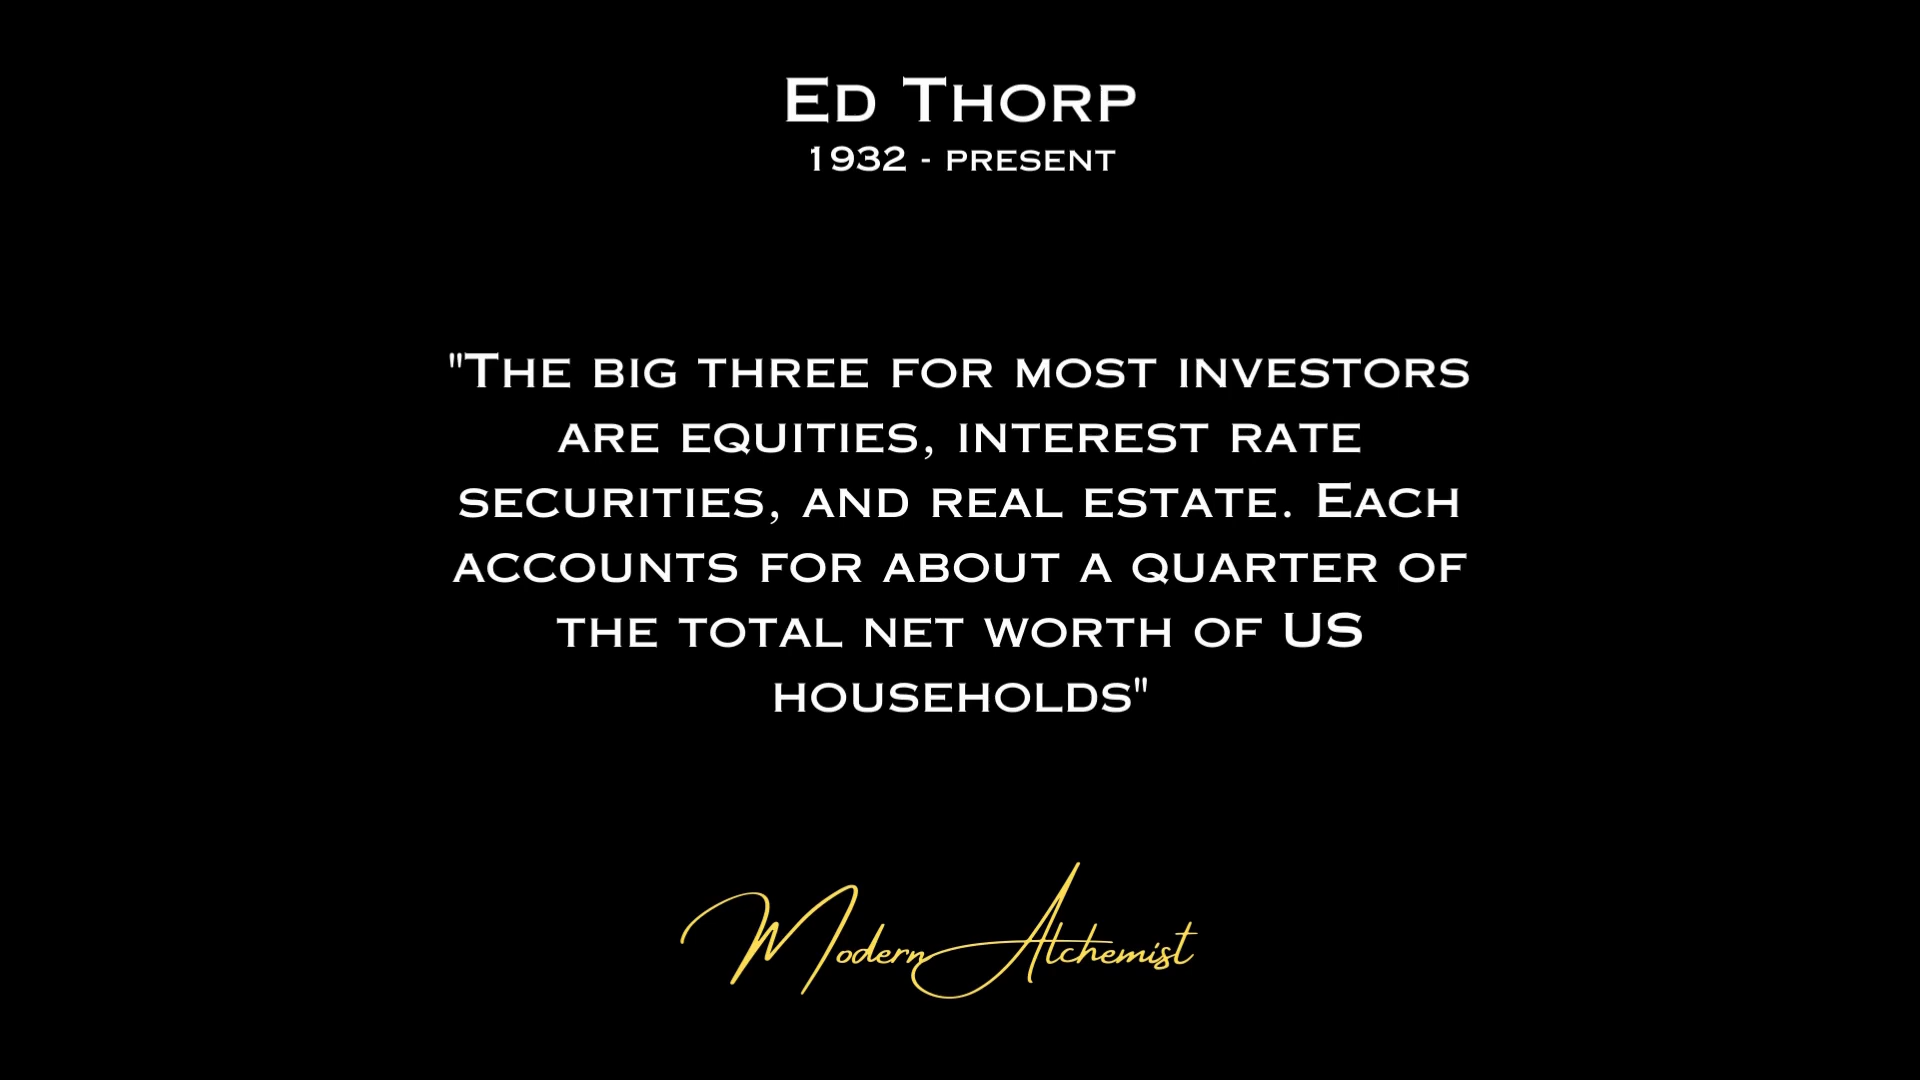 Ed Thorp
1932 - present
"The big three for most investors
are equities, interest rate
securities, and real estate. Each
accounts for about a quarter of
the total net worth of US
households"
Modern Alchemist